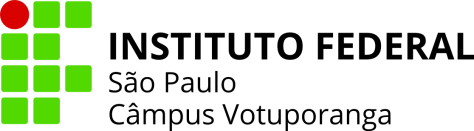 INSTITUTO FEDERAL
São Paulo
Câmpus Votuporanga